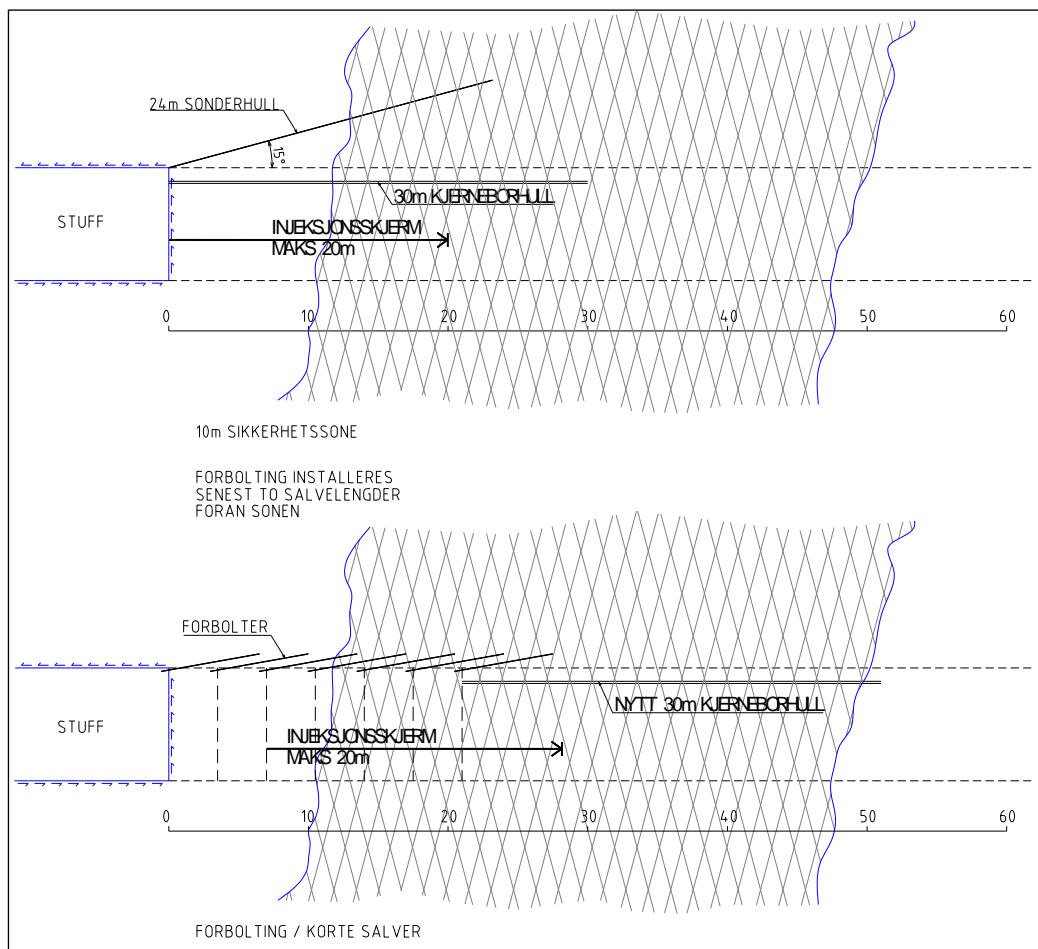 24m SONDERHULL
15°
30m KJERNEBORHULL
STUFF
INJEKSJONSSKJERM
MAKS 20m
0 10 20 30 40 50 60
10m SIKKERHETSSONE
FORBOLTING INSTALLERES
SENEST TO SALVELENGDER
FORAN SONEN
FORBOLTER
NYTT 30m KJERNEBORHULL
STUFF
INJEKSJONSSKJERM
MAKS 20m
0 10 20 30 40 50 60
FORBOLTING / KORTE SALVER